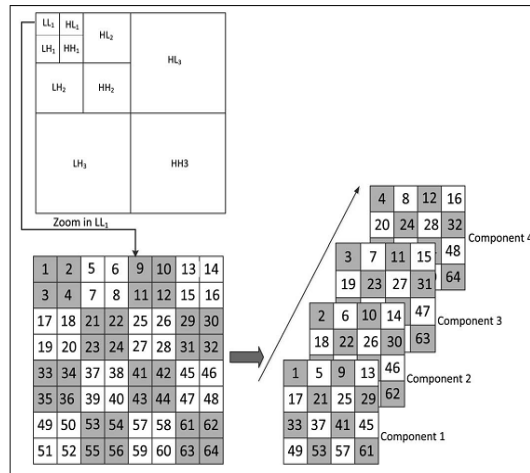 LL1 HL1 HL2 HL3
LH1 HH1
LH2 HH2
LH3 HH3
Zoom in LL1
1 2 5 6 9 10 13 14
3 4 7 8 11 12 15 16
17 18 21 22 25 26 29 30
19 20 23 24 27 28 31 32
33 34 37 38 41 42 45 46
35 36 39 40 43 44 47 48
49 50 53 54 57 58 61 62
51 52 55 56 59 60 63 64
4 8 12 16
20 24 28 32
48
64
Component 4
3 7 11 15
19 23 27 31
47
63
Component 3
2 6 10 14
18 22 26 30
46
62
Component 2
1 5 9 13
17 21 25 29
33 37 41 45
49 53 57 61
Component 1